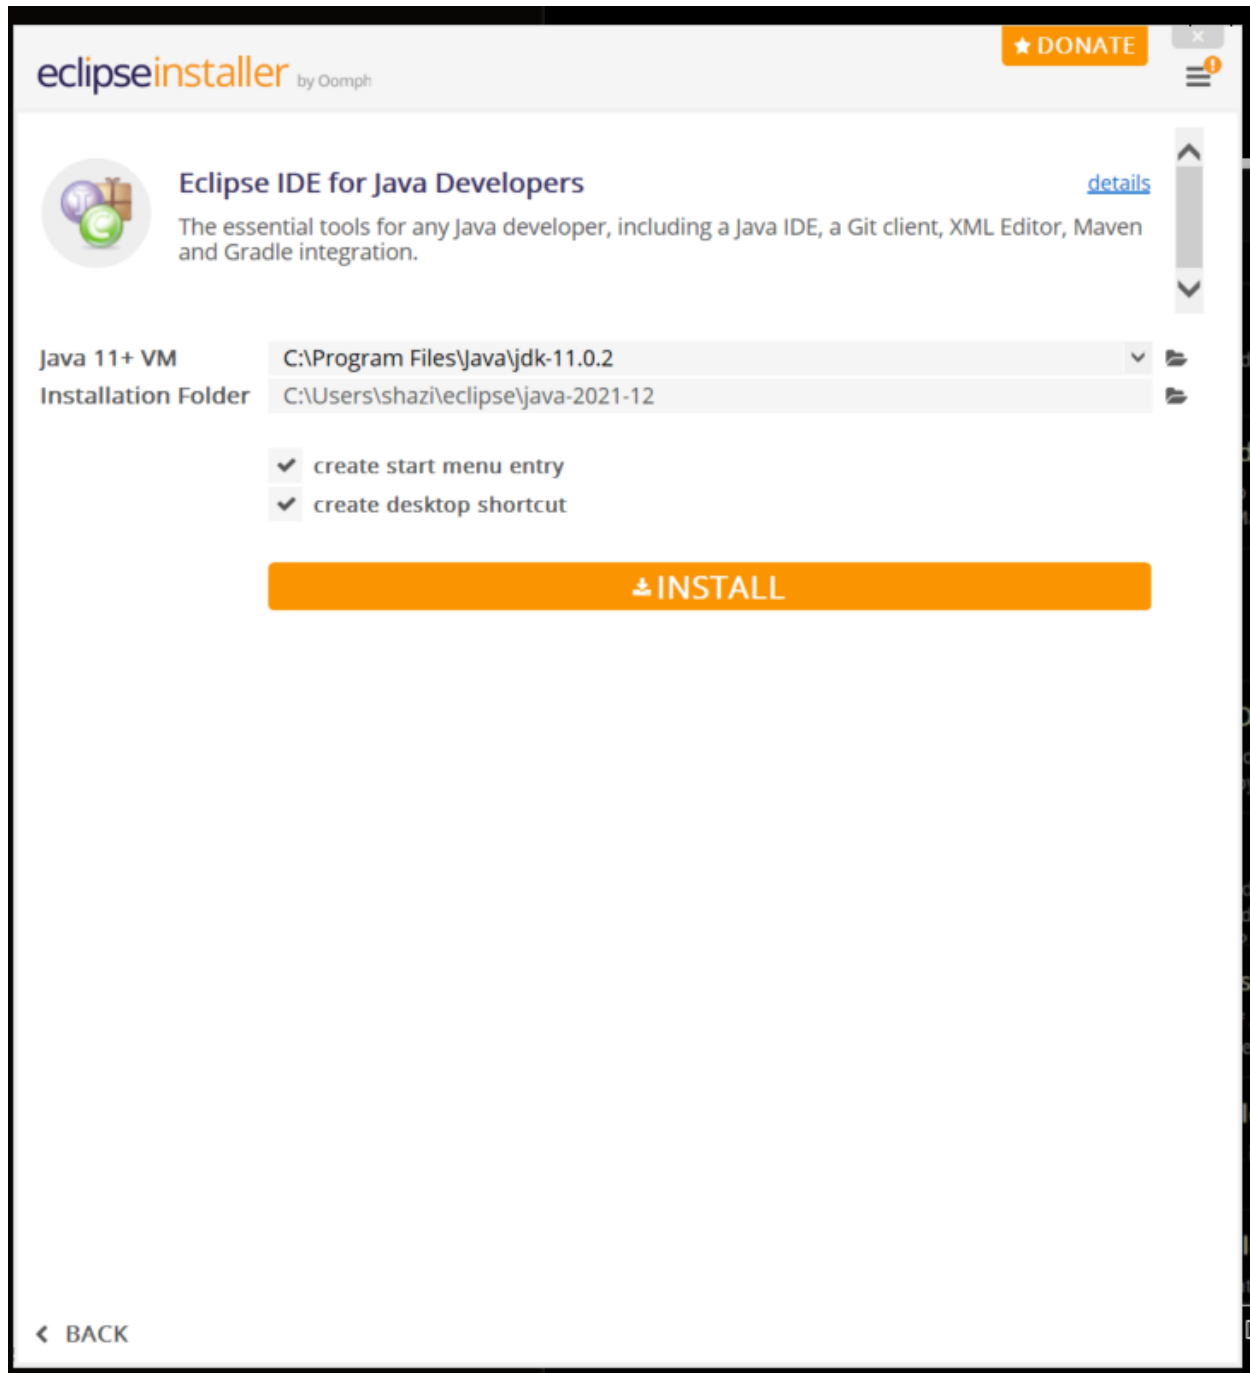 DONATE
eclipseinstaller by Oomph
Eclipse IDE for Java Developers
details
The essential tools for any Java developer, including a Java IDE, a Git client, XML Editor, Maven
and Gradle integration.
Java 11+ VM
C:\Program Files\Java\jdk-11.0.2
Installation Folder
C:\Users\shazi\eclipse\java-2021-12
create start menu entry
create desktop shortcut
INSTALL
BACK